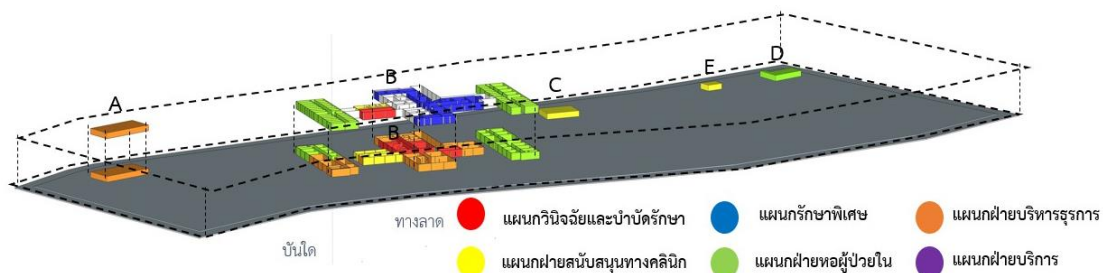 D
B
E
A
C
B
ทางลาด
บันใด
แผนกวินิจฉัยและบำบัดรักษา
แผนกรักษาพิเศษ
แผนกฝ่ายบริหารธุรการ
แผนกฝ่ายสนับสนุนทางคลินิก
แผนกฝ่ายหอผู้ป่วยใน
แผนกฝ่ายบริการ